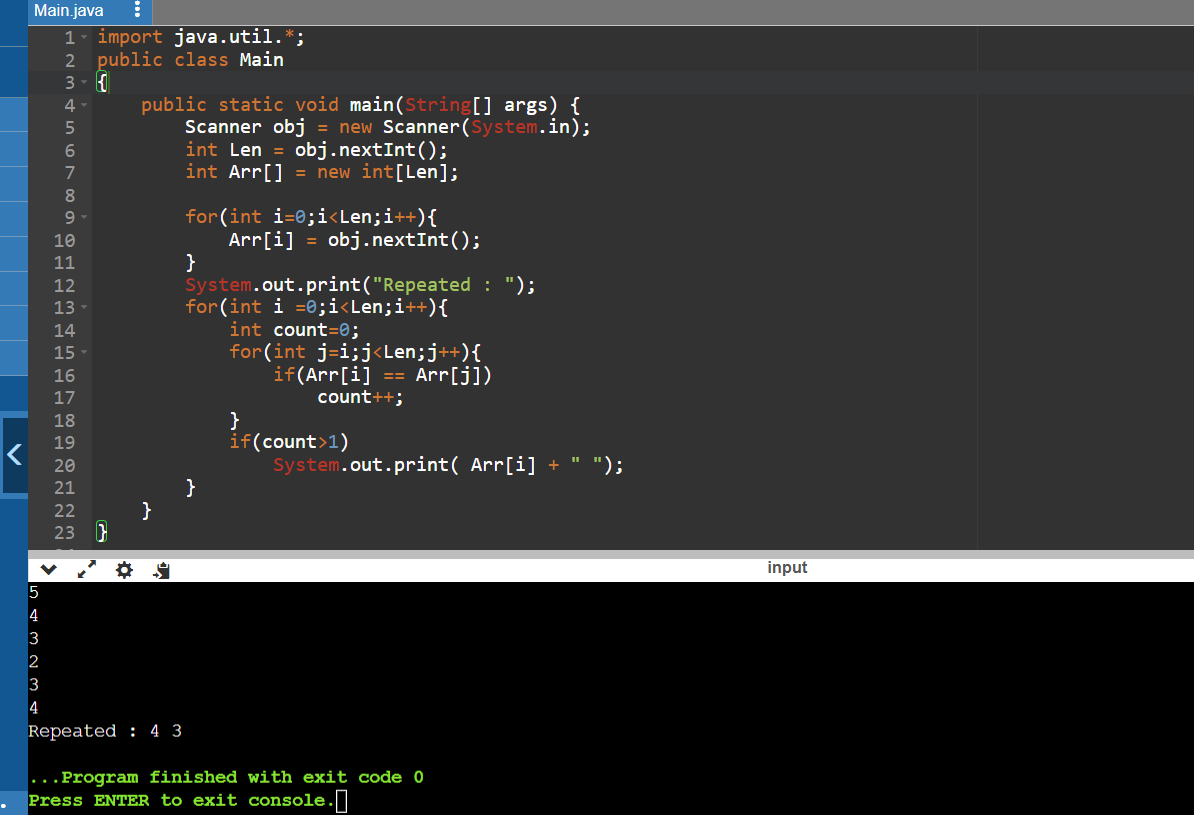 Main.java
1 import java.util.*;
2 public class Main
3 {
4     public static void main(String[] args) {
5         Scanner obj = new Scanner(System.in);
6         int Len = obj.nextInt();
7         int Arr[] = new int[Len];
8
9         for(int i=0;i<Len;i++){
10             Arr[i] = obj.nextInt();
11         }
12         System.out.print("Repeated : ");
13         for(int i =0;i<Len;i++){
14             int count=0;
15             for(int j=i;j<Len;j++){
16                 if(Arr[i] == Arr[j])
17                     count++;
18             }
19             if(count>1)
20                 System.out.print( Arr[i] + " ");
21         }
22     }
23 }
input
5
4
3
2
3
4
Repeated : 4 3
...Program finished with exit code 0
Press ENTER to exit console.